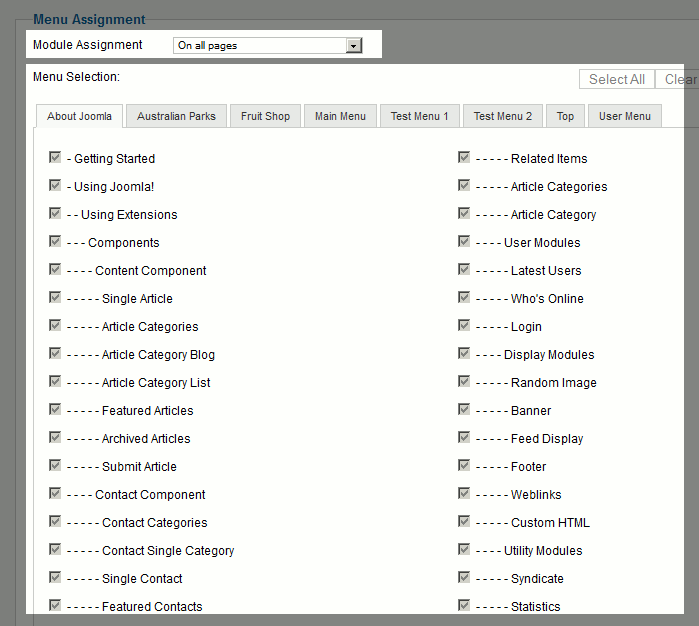 Menu Assignment
Module Assignment On all pages
Menu Selection: Select All Clear
About Joomla Australian Parks Fruit Shop Main Menu Test Menu 1 Test Menu 2 Top User Menu
- Getting Started
- Using Joomla!
- - Using Extensions
- - - Components
- - - - Content Component
- - - - - Single Article
- - - - - Article Categories
- - - - - Article Category Blog
- - - - - Article Category List
- - - - - Featured Articles
- - - - - Archived Articles
- - - - - Submit Article
- - - - Contact Component
- - - - - Contact Categories
- - - - - Contact Single Category
- - - - - Single Contact
- - - - - Featured Contacts
- - - - - Related Items
- - - - - Article Categories
- - - - - Article Category
- - - - User Modules
- - - - - Latest Users
- - - - - Who's Online
- - - - - Login
- - - - Display Modules
- - - - - Random Image
- - - - - Banner
- - - - - Feed Display
- - - - - Footer
- - - - - Weblinks
- - - - - Custom HTML
- - - - Utility Modules
- - - - - Syndicate
- - - - - Statistics